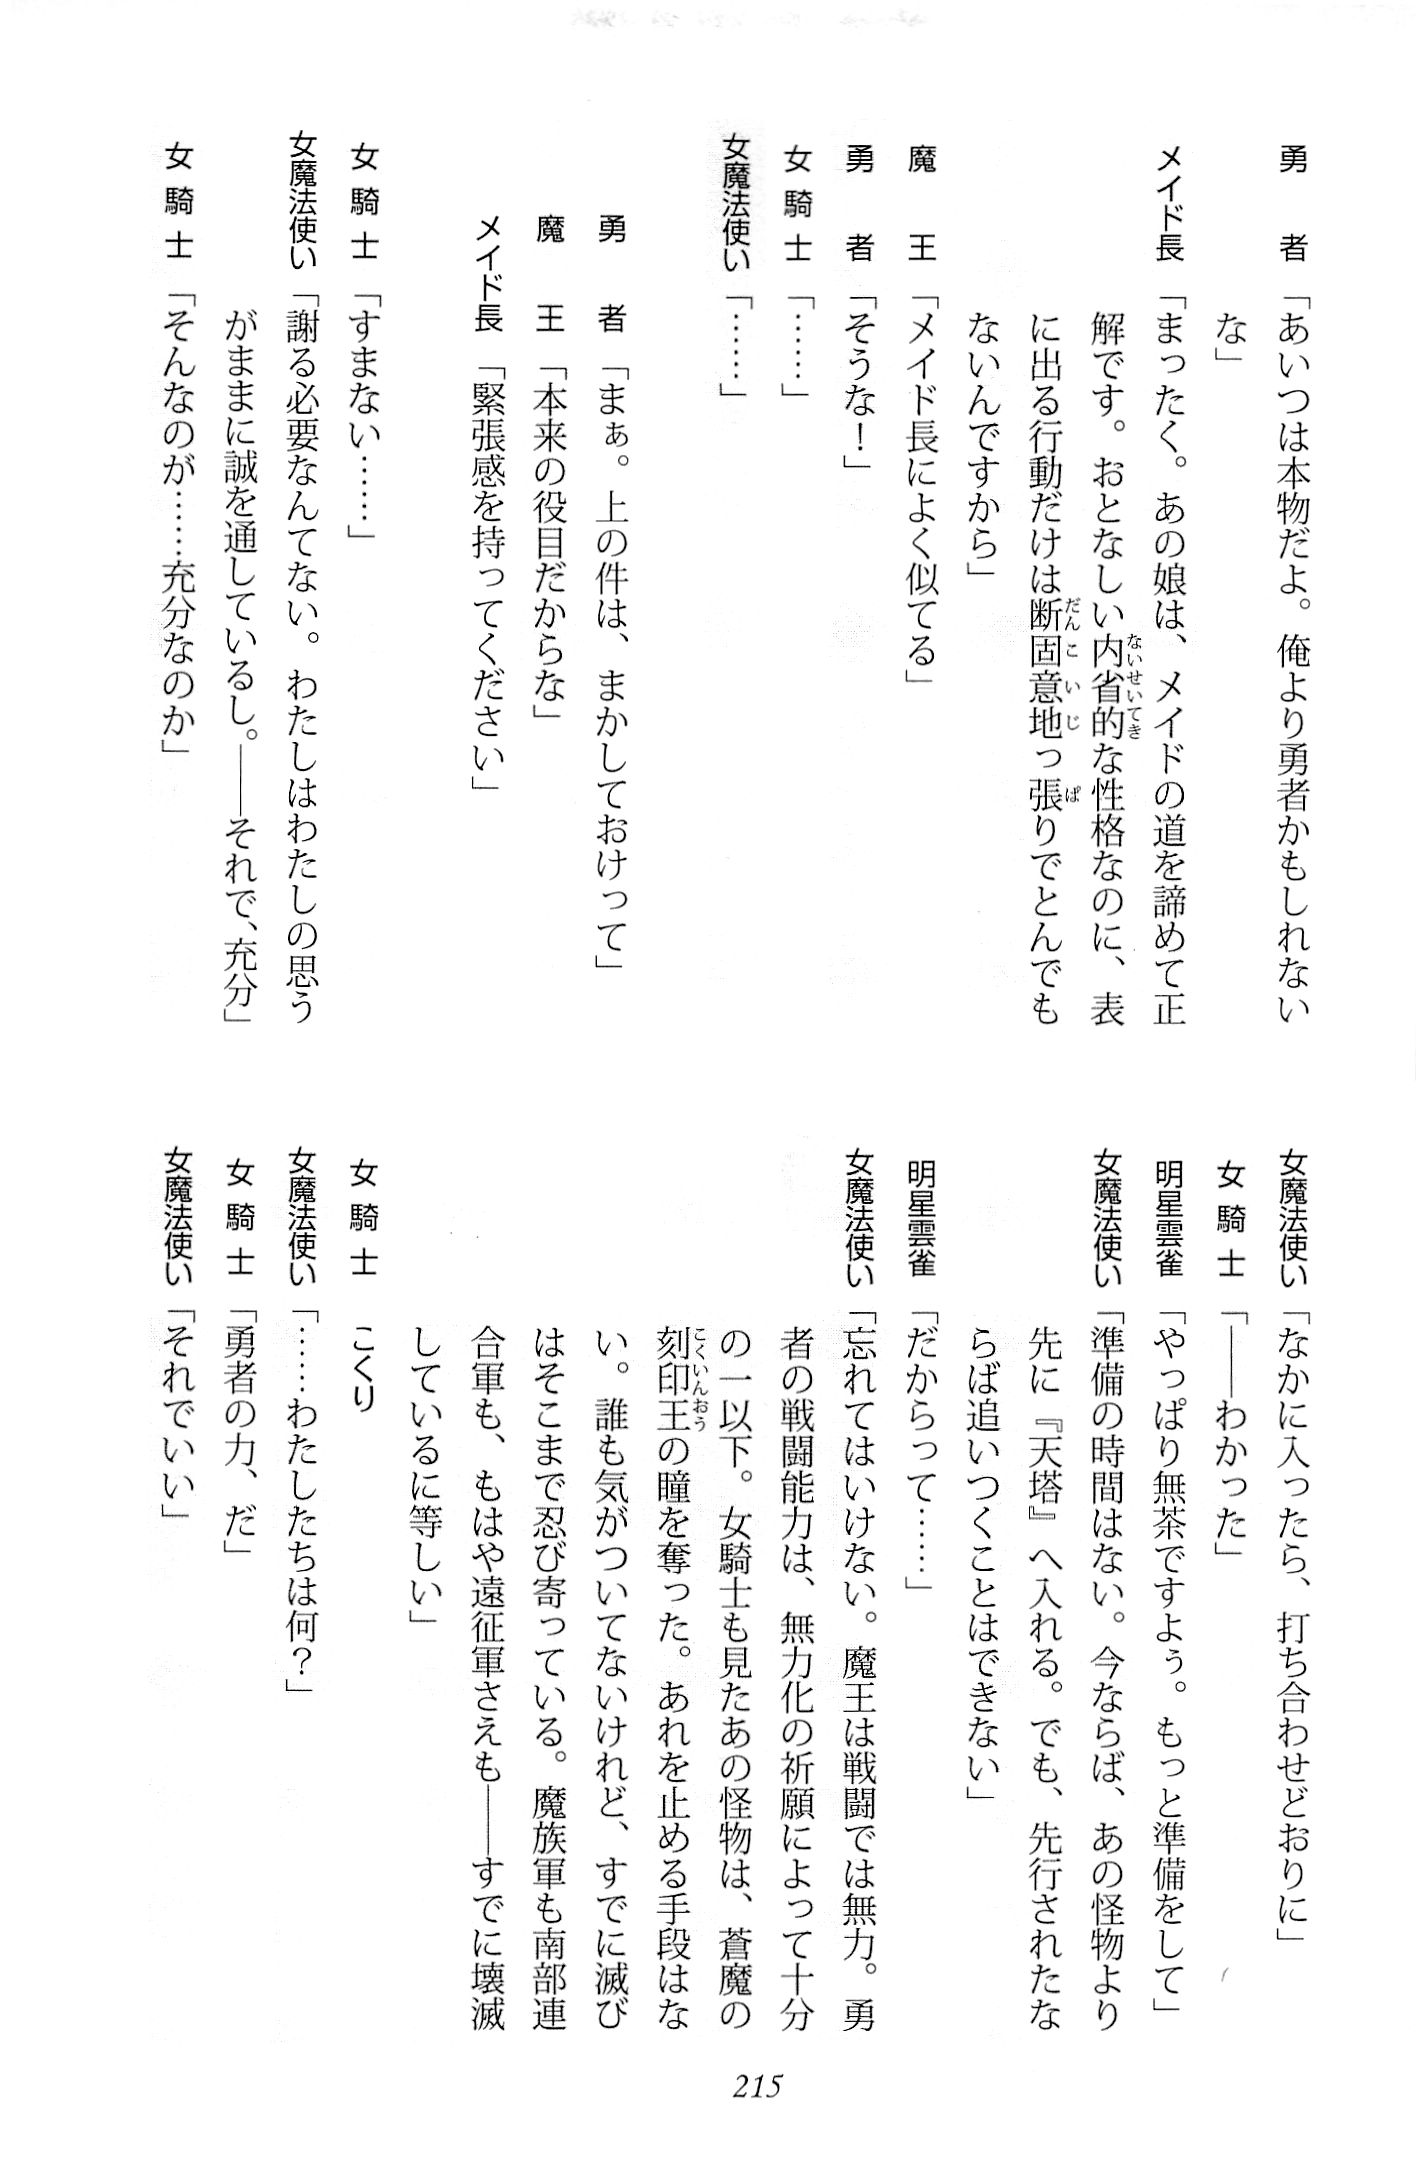 勇者「あいつは本物だよ。俺より勇者かもしれない
な」
メイド長「まったく。あの娘は、メイドの道を諦めて正
解です。おとなしい内省的な性格なのに、表
に出る行動だけは断固意地っ張りでとんでも
ないんですから」
魔王「メイド長によく似てる」
勇者「そうな！」
女騎士「……」
女魔法使い「……」
勇者「まぁ。上の件は、まかしておけって」
魔王「本来の役目だからな」
メイド長「緊張感を持ってください」
女騎士「すまない……」
女魔法使い「謝る必要なんてない。わたしはわたしの思う
がままに誠を通しているし。――それで、充分」
女騎士「そんなのが……充分なのか」
女魔法使い「なかに入ったら、打ち合わせどおりに」
女騎士「――わかった」
明星雲雀「やっぱり無茶ですよぅ。もっと準備をして」
女魔法使い「準備の時間はない。今ならば、あの怪物より
先に『天塔』へ入れる。でも、先行されたな
らば追いつくことはできない」
明星雲雀「だからって……」
女魔法使い「忘れてはいけない。魔王は戦闘では無力。勇
者の戦闘能力は、無力化の祈願によって十分
の一以下。女騎士も見たあの怪物は、蒼魔の
刻印王の瞳を奪った。あれを止める手段はな
い。誰も気がついてないけれど、すでに滅び
はそこまで忍び寄っている。魔族軍も南部連
合軍も、もはや遠征軍さえも――すでに壊滅
しているに等しい」
女騎士　こくり
女魔法使い「……わたしたちは何？」
女騎士「勇者の力、だ」
女魔法使い「それでいい」
215